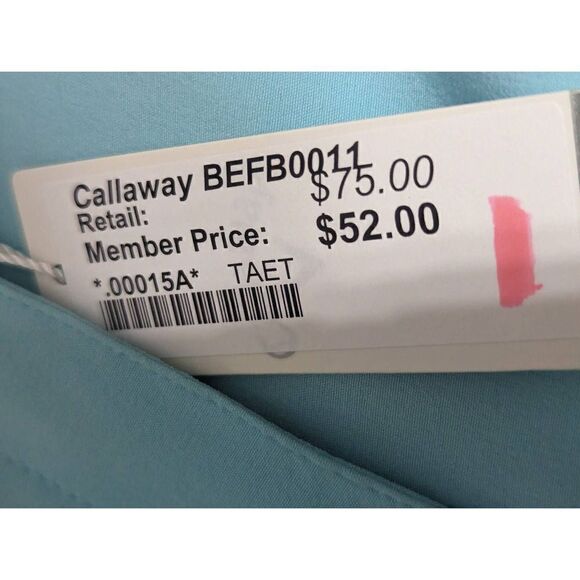 Callaway BEFB0011
Retail: $75.00
Member Price: $52.00
*.00015A* TAET